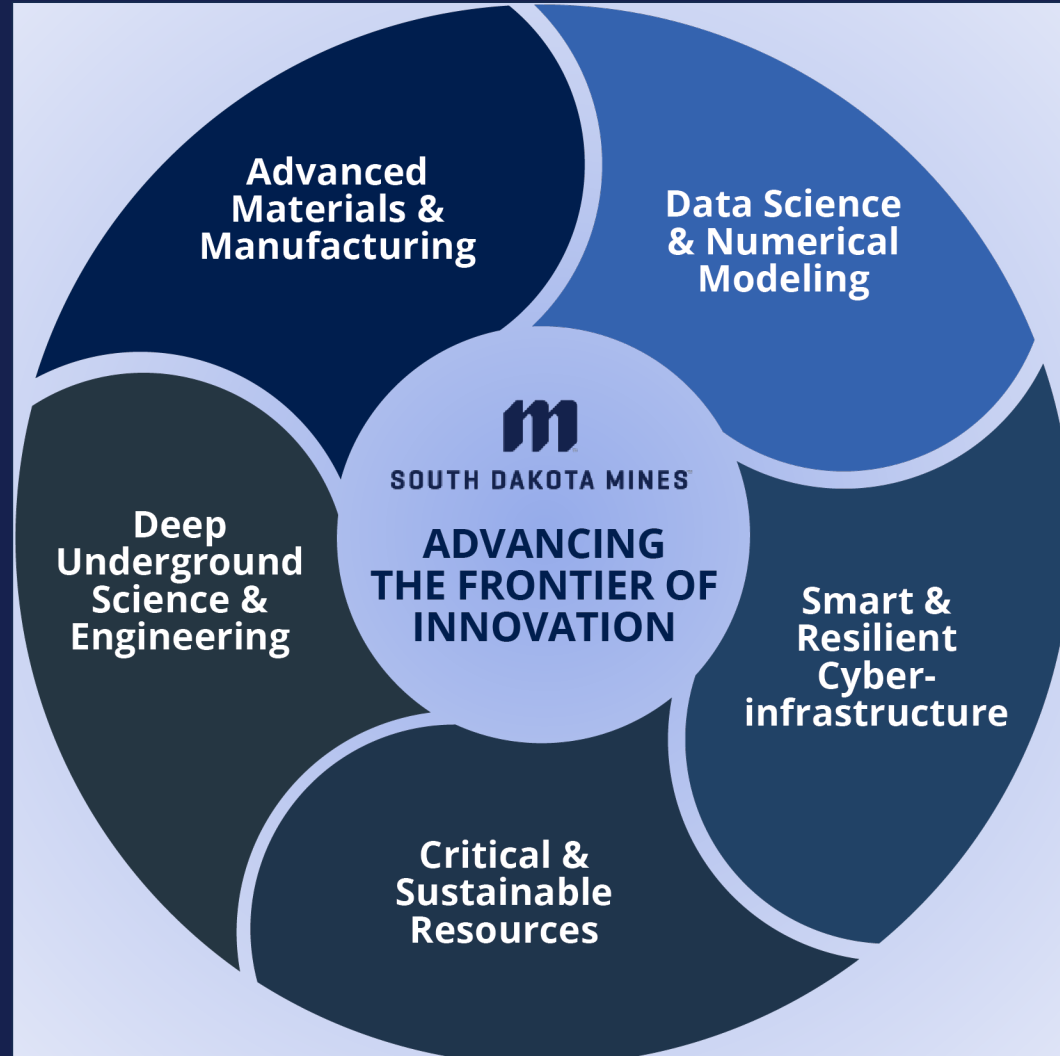 Advanced
Materials &
Manufacturing
Data Science
& Numerical
Modeling
m
SOUTH DAKOTA MINES
ADVANCING
THE FRONTIER OF
INNOVATION
Deep
Underground
Science &
Engineering
Smart &
Resilient
Cyber-
infrastructure
Critical &
Sustainable
Resources